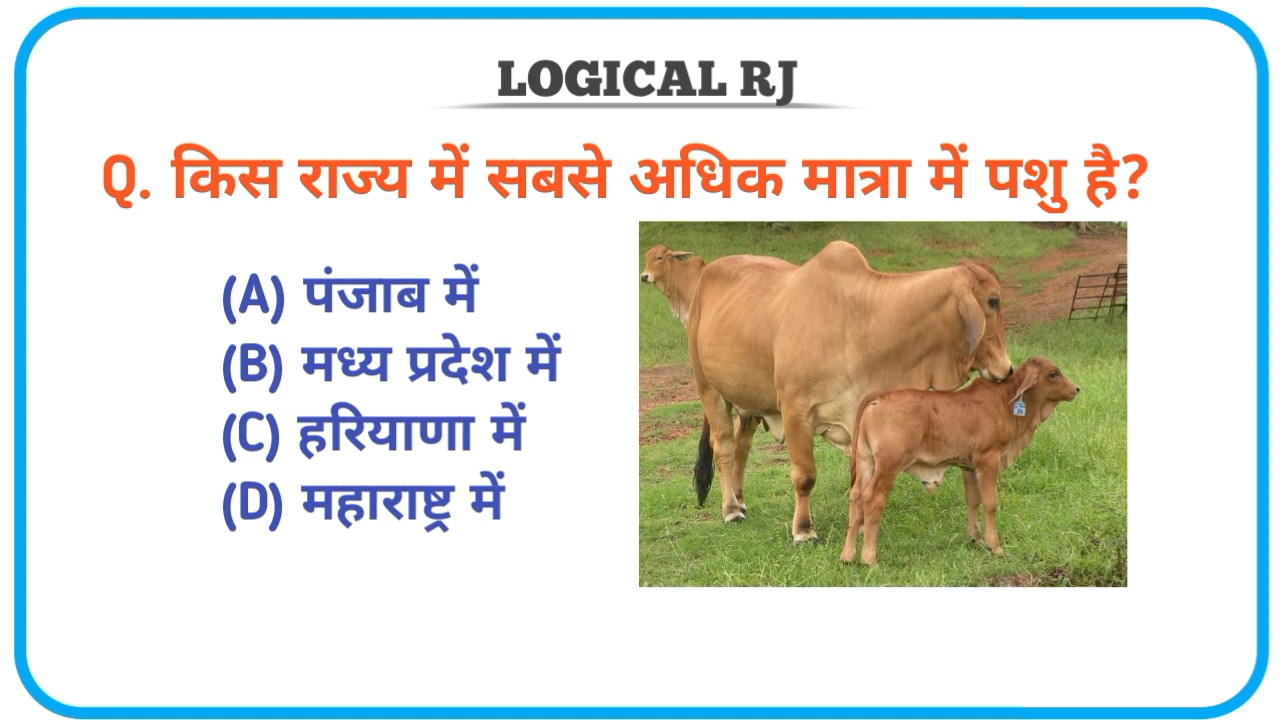 LOGICAL RJ
Q. किस राज्य में सबसे अधिक मात्रा में पशु है?
(A) पंजाब में
(B) मध्य प्रदेश में
(C) हरियाणा में
(D) महाराष्ट्र में